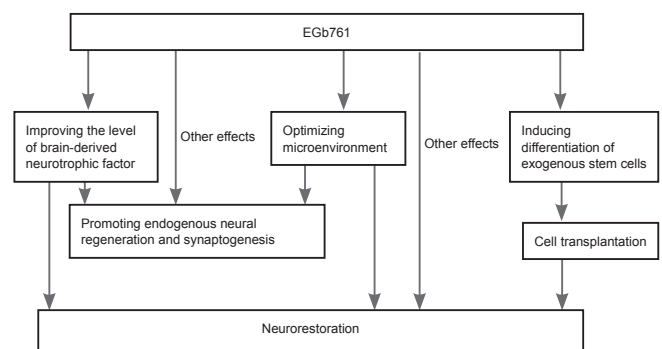 EGb761
Improving the level
of brain-derived
neurotrophic factor
Other effects
Optimizing
microenvironment
Other effects
Inducing
differentiation of
exogenous stem cells
Promoting endogenous neural
regeneration and synaptogenesis
Cell transplantation
Neurorestoration